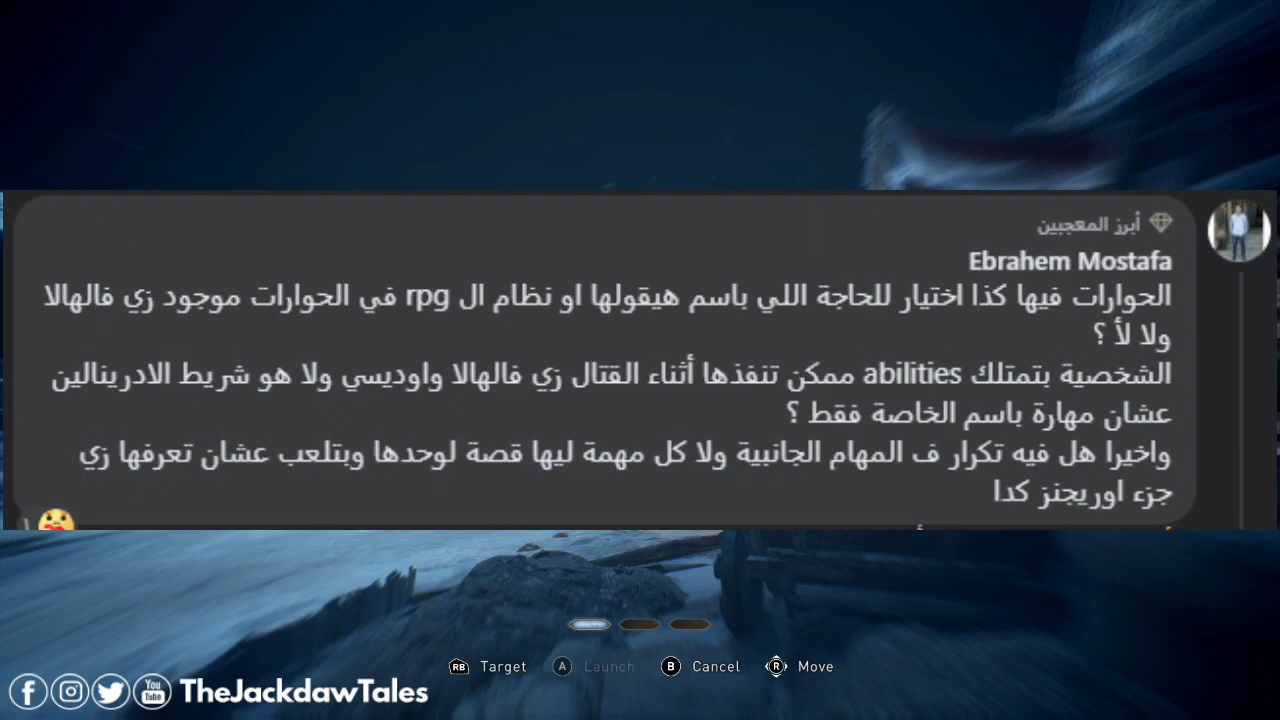 أبرز المعجبين
Ebrahem Mostafa
الحوارات فيها كذا اختيار للحاجة اللي باسم هيقولها او نظام ال rpg في الحوارات موجود زي فالهالا
ولا لأ ؟
الشخصية بتمتلك abilities ممكن تنفذها أثناء القتال زي فالهالا واوديسي ولا هو شريط الادرينالين
عشان مهارة باسم الخاصة فقط ؟
واخيرا هل فيه تكرار ف المهام الجانبية ولا كل مهمة ليها قصة لوحدها وبتلعب عشان تعرفها زي
جزء اوريجنز كدا
RB Target A Launch B Cancel R Move
You Tube TheJackdawTales